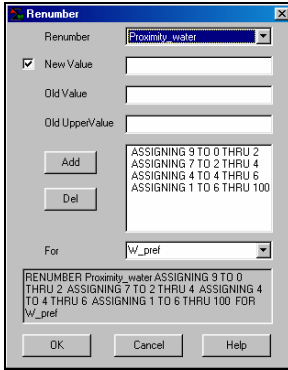 Renumber
Renumber Proximity_water
New Value
Old Value
Old UpperValue
Add
Del
ASSIGNING 9 TO 0 THRU 2
ASSIGNING 7 TO 2 THRU 4
ASSIGNING 4 TO 4 THRU 6
ASSIGNING 1 TO 6 THRU 100
For W_pref
RENUMBER Proximity_water ASSIGNING 9 TO 0
THRU 2 ASSIGNING 7 TO 2 THRU 4 ASSIGNING 4
TO 4 THRU 6 ASSIGNING 1 TO 6 THRU 100 FOR
W_pref
OK Cancel Help